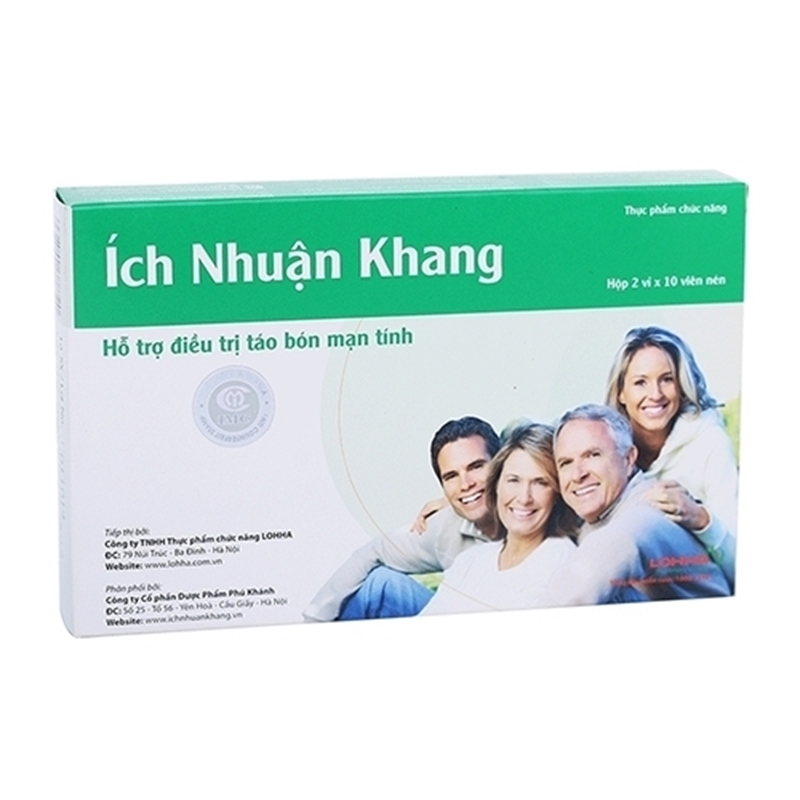 Thực phẩm chức năng
Ích Nhuận Khang
Hộp 2 vỉ x 10 viên nén
Hỗ trợ điều trị táo bón mạn tính
Tiếp thị bởi:
Công ty TNHH Thực phẩm chức năng LOHHA
ĐC: 79 Núi Trúc - Ba Đình - Hà Nội
Website: www.lohha.com.vn
Phân phối bởi:
Công ty Cổ phần Dược Phẩm Phú Khánh
ĐC: Số 25 - Tổ 56 - Yên Hoà - Cầu Giấy - Hà Nội
Website: www.ichnhuankhang.vn
LOHHA